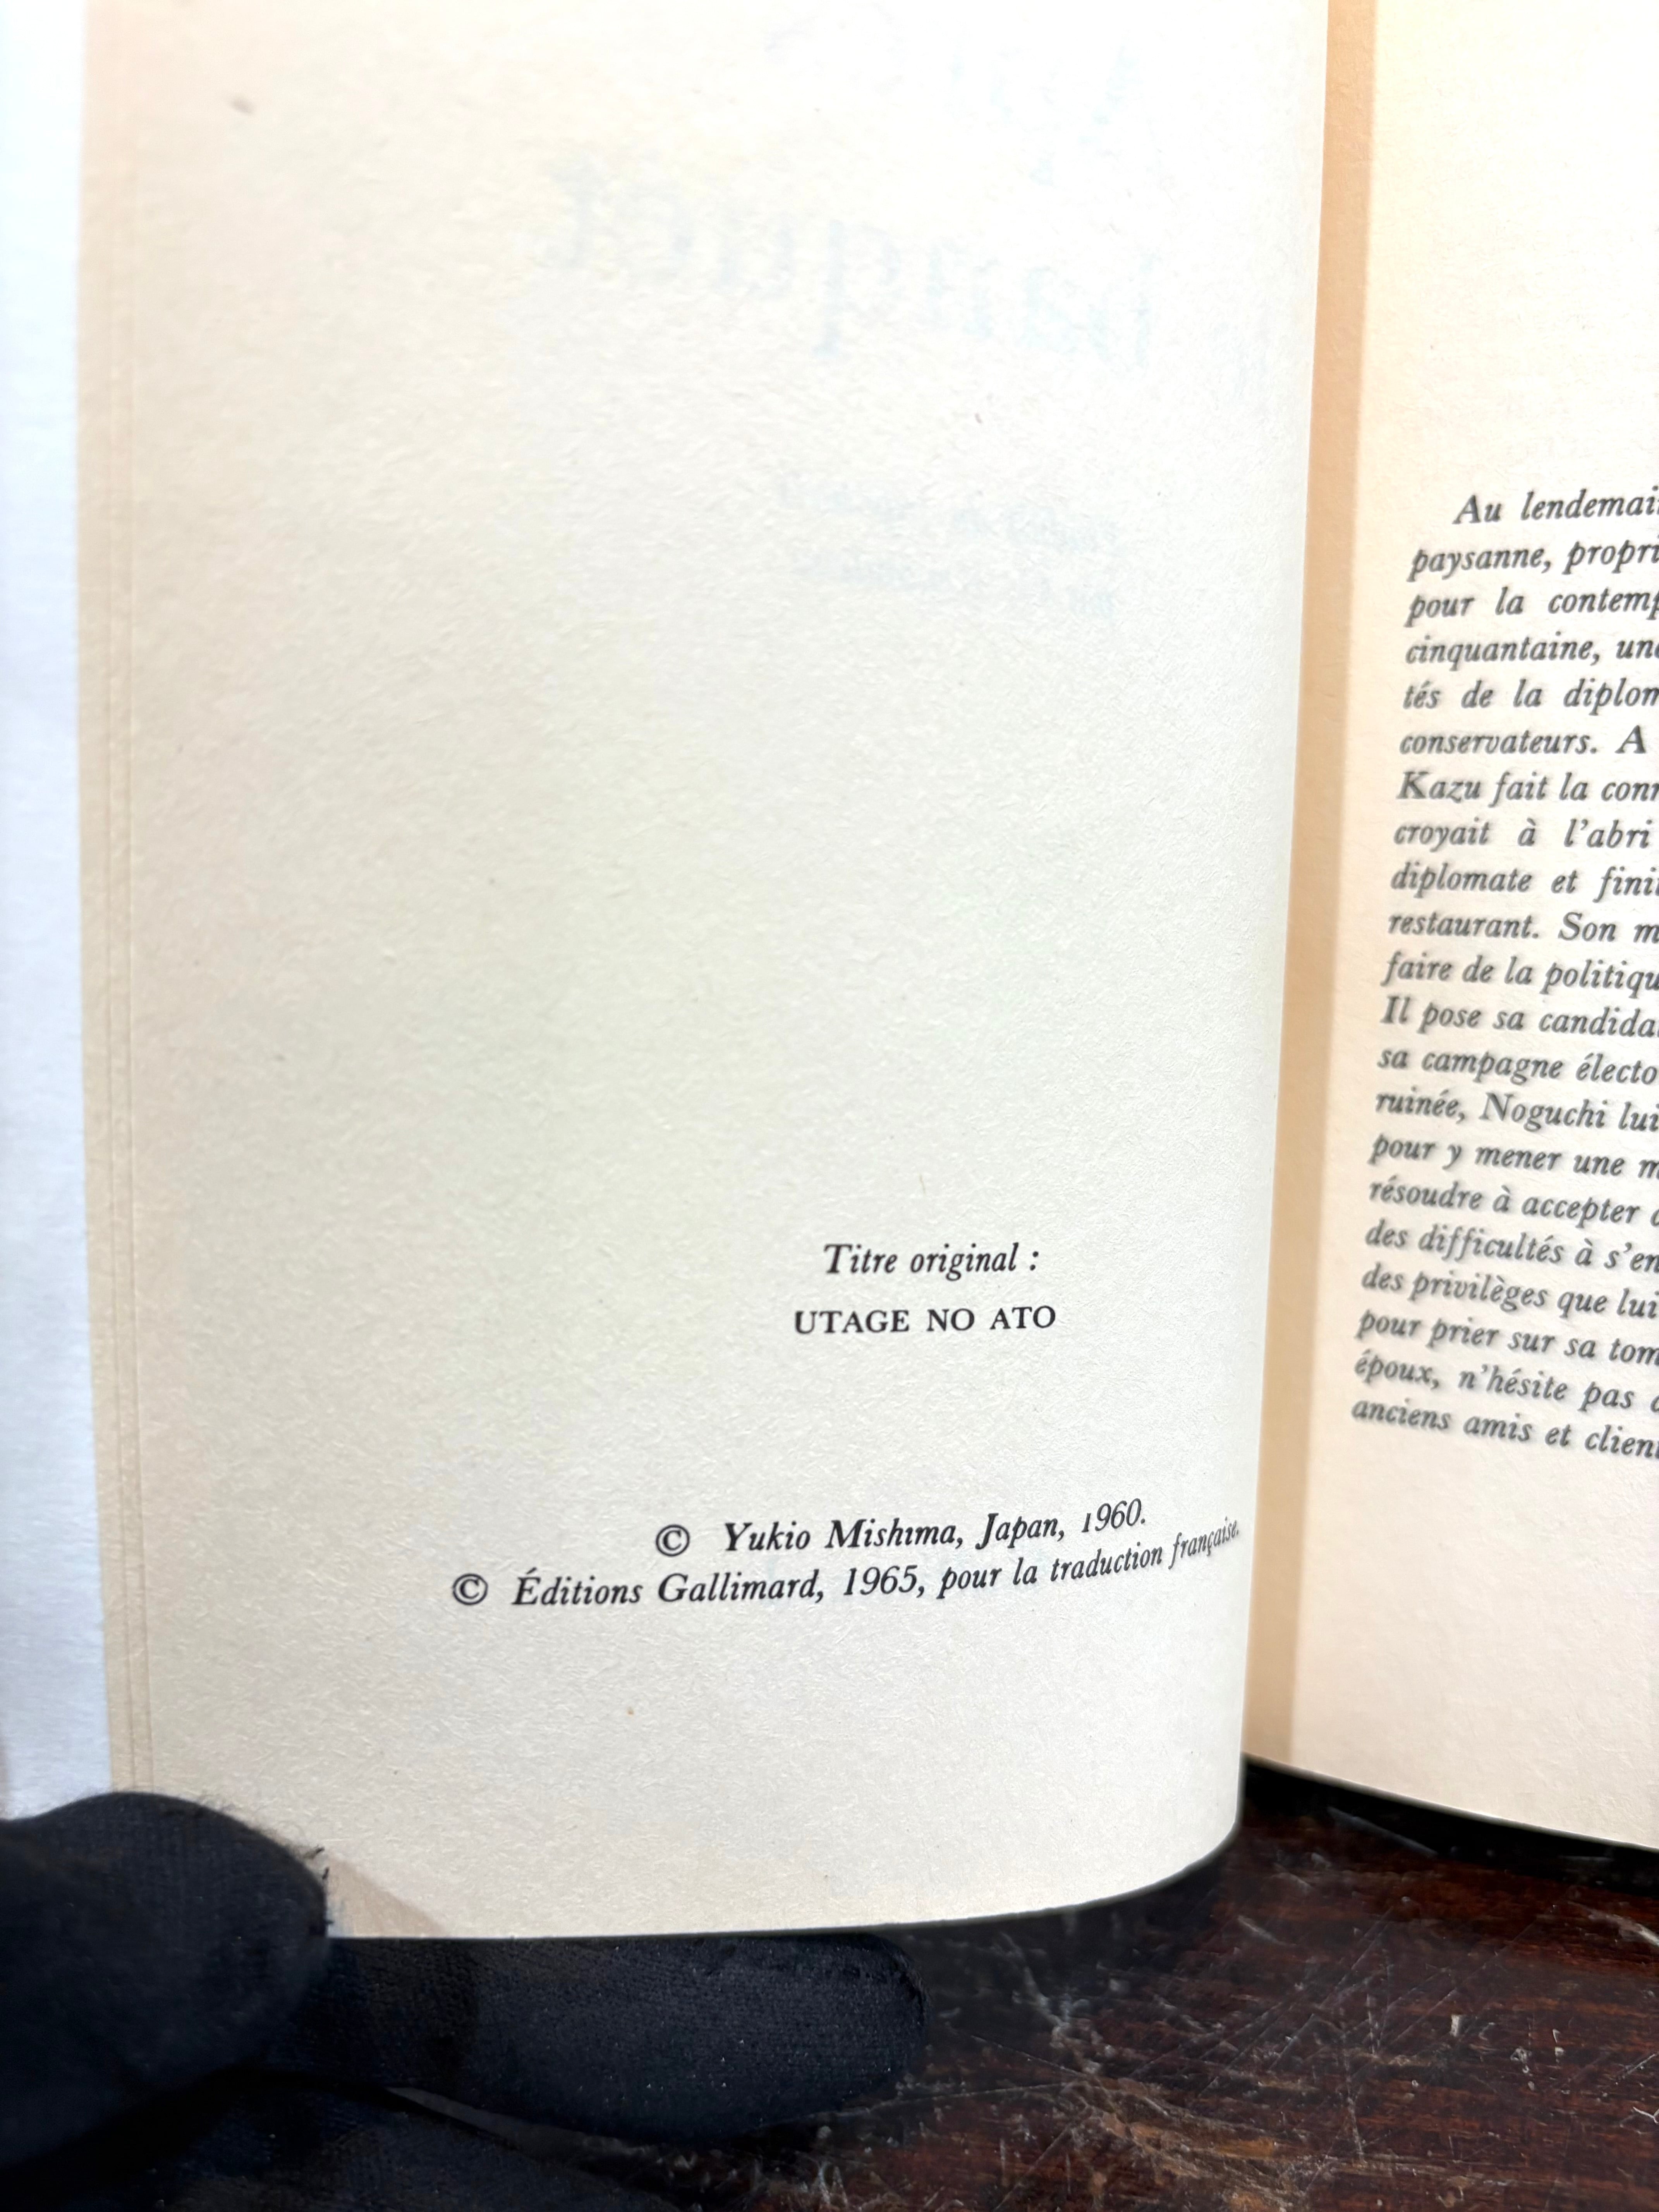 Titre original :
UTAGE NO ATO
© Yukio Mishima, Japan, 1960.
© Éditions Gallimard, 1965, pour la traduction française.
Au lendemai
paysanne, propri
pour la contemp
cinquantaine, une
tés de la diplom
conservateurs. A
Kazu fait la conn
croyait à l'abri
diplomate et fini
restaurant. Son m
faire de la politiqu
Il pose sa candida
sa campagne électo
ruinée, Noguchi lui
pour y mener une m
résoudre à accepter
des difficultés à s'en
des privilèges que lui
pour prier sur sa tom
époux, n'hésite pas
anciens amis et client